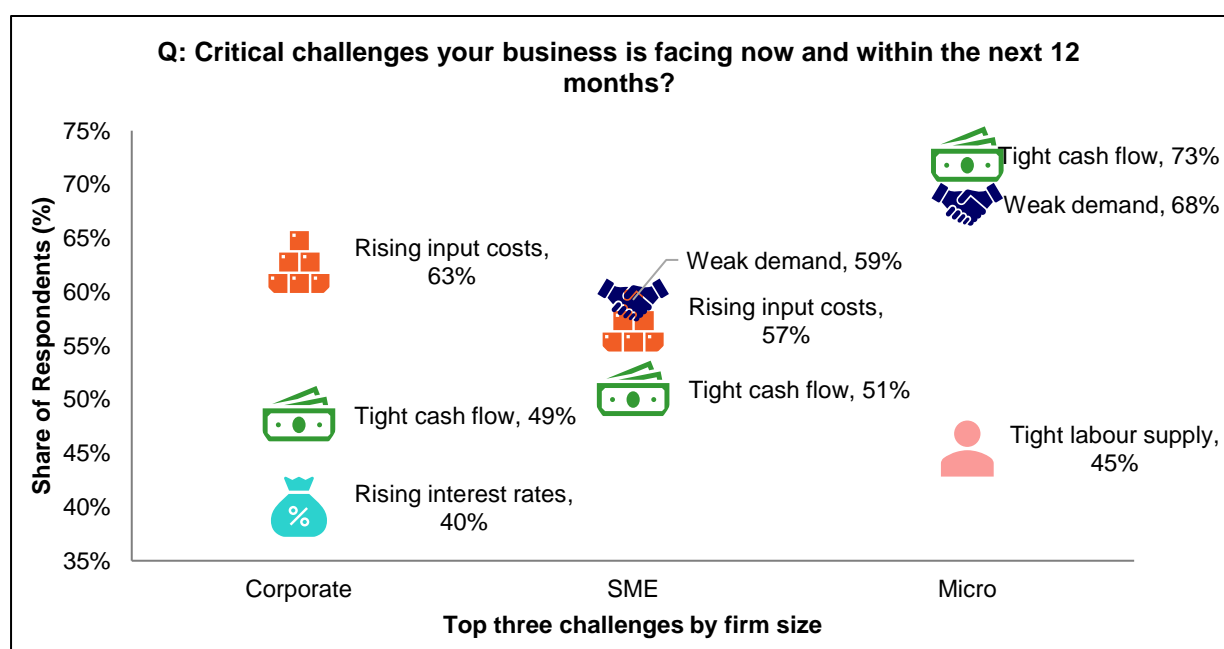 Q: Critical challenges your business is facing now and within the next 12
months?
Share of Respondents (%)
75%
70%
65%
60%
55%
50%
45%
40%
35%
Rising input costs,
63%
Tight cash flow, 49%
%
Rising interest rates,
40%
Weak demand, 59%
Rising input costs,
57%
Tight cash flow, 51%
Tight cash flow, 73%
Weak demand, 68%
Tight labour supply,
45%
Corporate
SME
Micro
Top three challenges by firm size